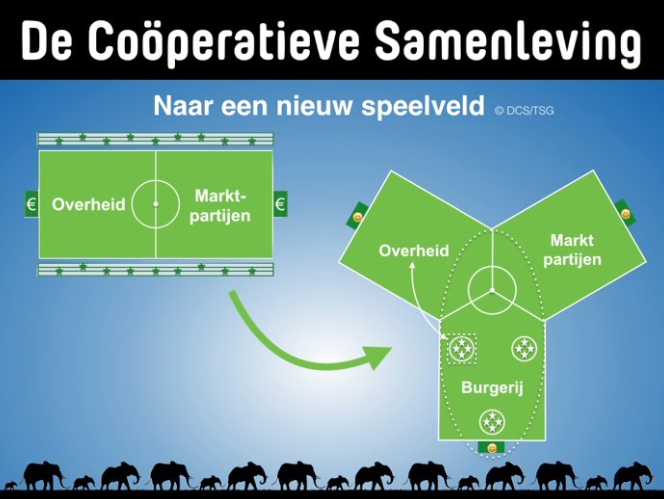 De Coöperatieve Samenleving
Naar een nieuw speelveld © DCS/TSG
€ Overheid
Markt-
partijen €
Overheid
Markt
partijen
Burgerij